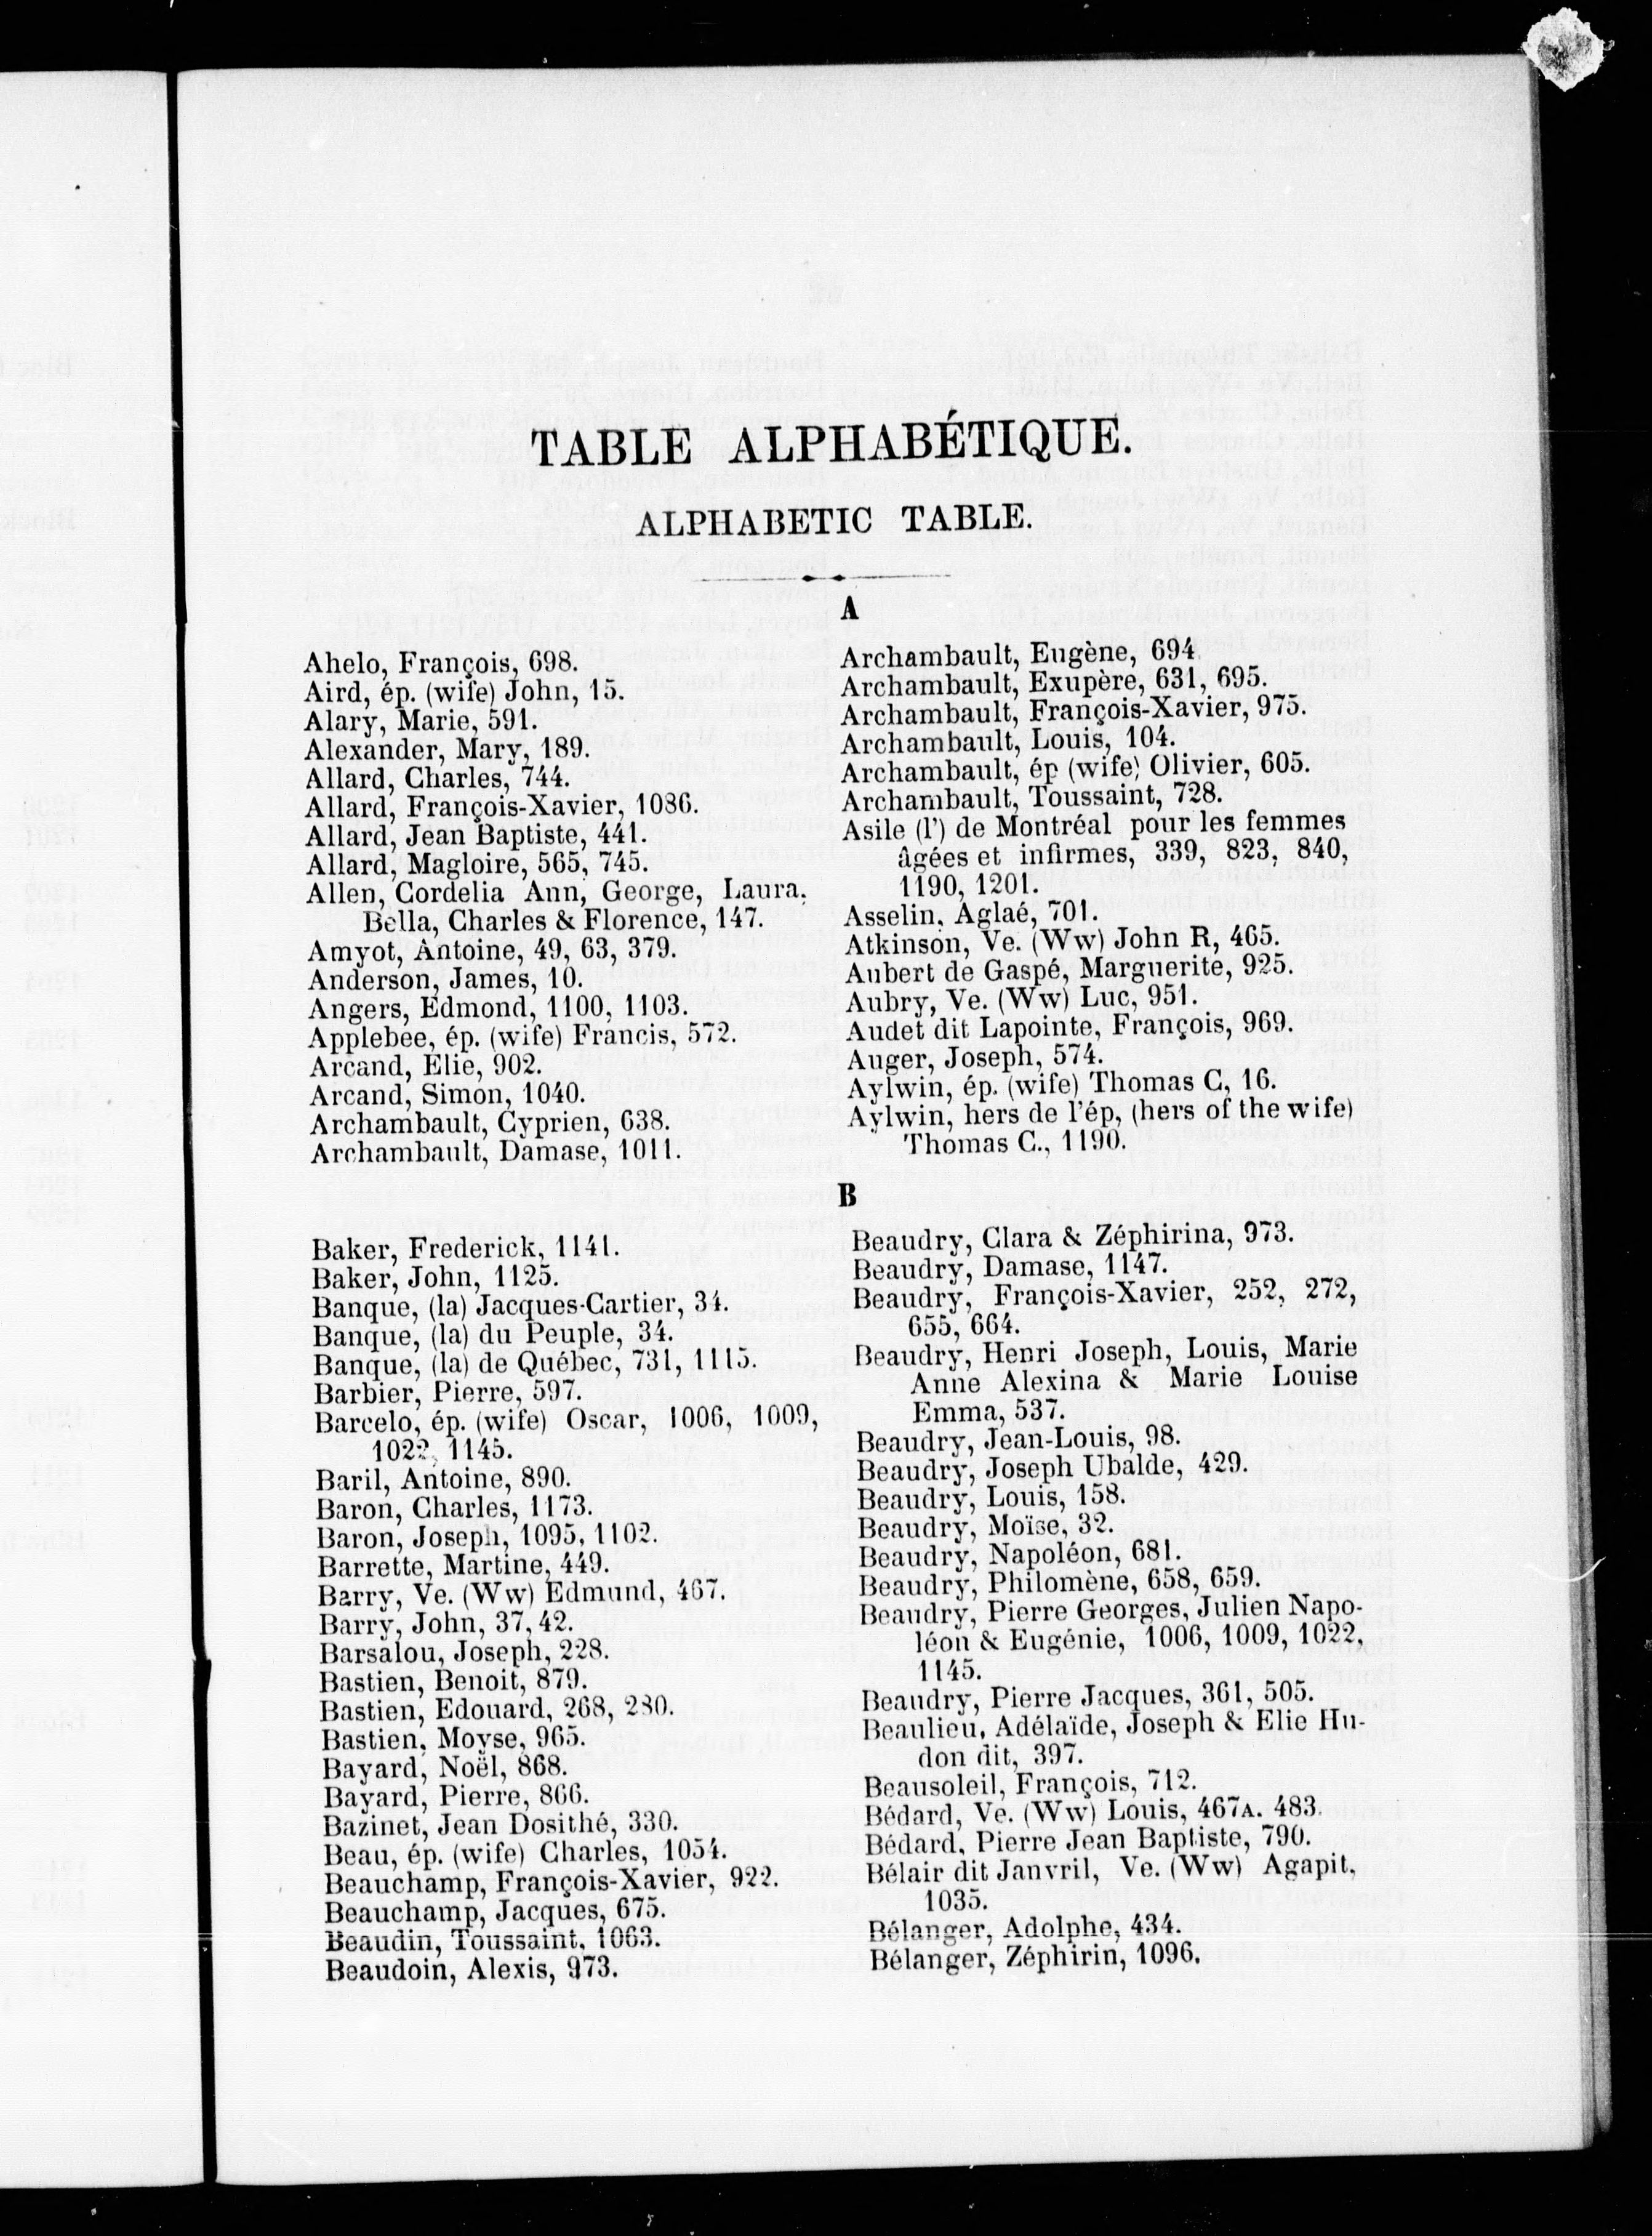 TABLE ALPHABÉTIQUE.
ALPHABETIC TABLE.
A
Ahelo, François, 698.
Aird, ép. (wife) John, 15.
Alary, Marie, 591.
Alexander, Mary, 189.
Allard, Charles, 744.
Allard, François-Xavier, 1086.
Allard, Jean Baptiste, 441.
Allard, Magloire, 565, 745.
Allen, Cordelia Ann, George, Laura,
Bella, Charles & Florence, 147.
Amyot, Antoine, 49, 63, 379.
Anderson, James, 10.
Angers, Edmond, 1100, 1103.
Applebee, ép. (wife) Francis, 572.
Arcand, Elie, 902.
Arcand, Simon, 1040.
Archambault, Cyprien, 638.
Archambault, Damase, 1011.
Archambault, Eugène, 694.
Archambault, Exupère, 631, 695.
Archambault, François-Xavier, 975.
Archambault, Louis, 104.
Archambault, ép (wife) Olivier, 605.
Archambault, Toussaint, 728.
Asile (l') de Montréal pour les femmes
âgées et infirmes, 339, 823, 840,
1190, 1201.
Asselin, Aglaé, 701.
Atkinson, Ve. (Ww) John R, 465.
Aubert de Gaspé, Marguerite, 925.
Aubry, Ve. (Ww) Luc, 951.
Audet dit Lapointe, François, 969.
Auger, Joseph, 574.
Aylwin, ép. (wife) Thomas C, 16.
Aylwin, hers de l'ép, (hers of the wife)
Thomas C., 1190.
B
Baker, Frederick, 1141.
Baker, John, 1125.
Banque, (la) Jacques-Cartier, 34.
Banque, (la) du Peuple, 34.
Banque, (la) de Québec, 731, 1115.
Barbier, Pierre, 597.
Barcelo, ép. (wife) Oscar, 1006, 1009,
1022, 1145.
Baril, Antoine, 890.
Baron, Charles, 1173.
Baron, Joseph, 1095, 1102.
Barrette, Martine, 449.
Barry, Ve. (Ww) Edmund, 467.
Barry, John, 37, 42.
Barsalou, Joseph, 228.
Bastien, Benoit, 879.
Bastien, Edouard, 268, 280.
Bastien, Moyse, 965.
Bayard, Noël, 868.
Bayard, Pierre, 866.
Bazinet, Jean Dosithé, 330.
Beau, ép. (wife) Charles, 1054.
Beauchamp, François-Xavier, 922.
Beauchamp, Jacques, 675.
Beaudin, Toussaint, 1063.
Beaudoin, Alexis, 973.
Beaudry, Clara & Zéphirina, 973.
Beaudry, Damase, 1147.
Beaudry, François-Xavier, 252, 272,
655, 664.
Beaudry, Henri Joseph, Louis, Marie
Anne Alexina & Marie Louise
Emma, 537.
Beaudry, Jean-Louis, 98.
Beaudry, Joseph Ubalde, 429.
Beaudry, Louis, 158.
Beaudry, Moïse, 32.
Beaudry, Napoléon, 681.
Beaudry, Philomène, 658, 659.
Beaudry, Pierre Georges, Julien Napo-
léon & Eugénie, 1006, 1009, 1022,
1145.
Beaudry, Pierre Jacques, 361, 505.
Beaulieu, Adélaïde, Joseph & Elie Hu-
don dit, 397.
Beausoleil, François, 712.
Bédard, Ve. (Ww) Louis, 467A. 483.
Bédard, Pierre Jean Baptiste, 790.
Bélair dit Janvril, Ve. (Ww) Agapit,
1035.
Bélanger, Adolphe, 434.
Bélanger, Zéphirin, 1096.